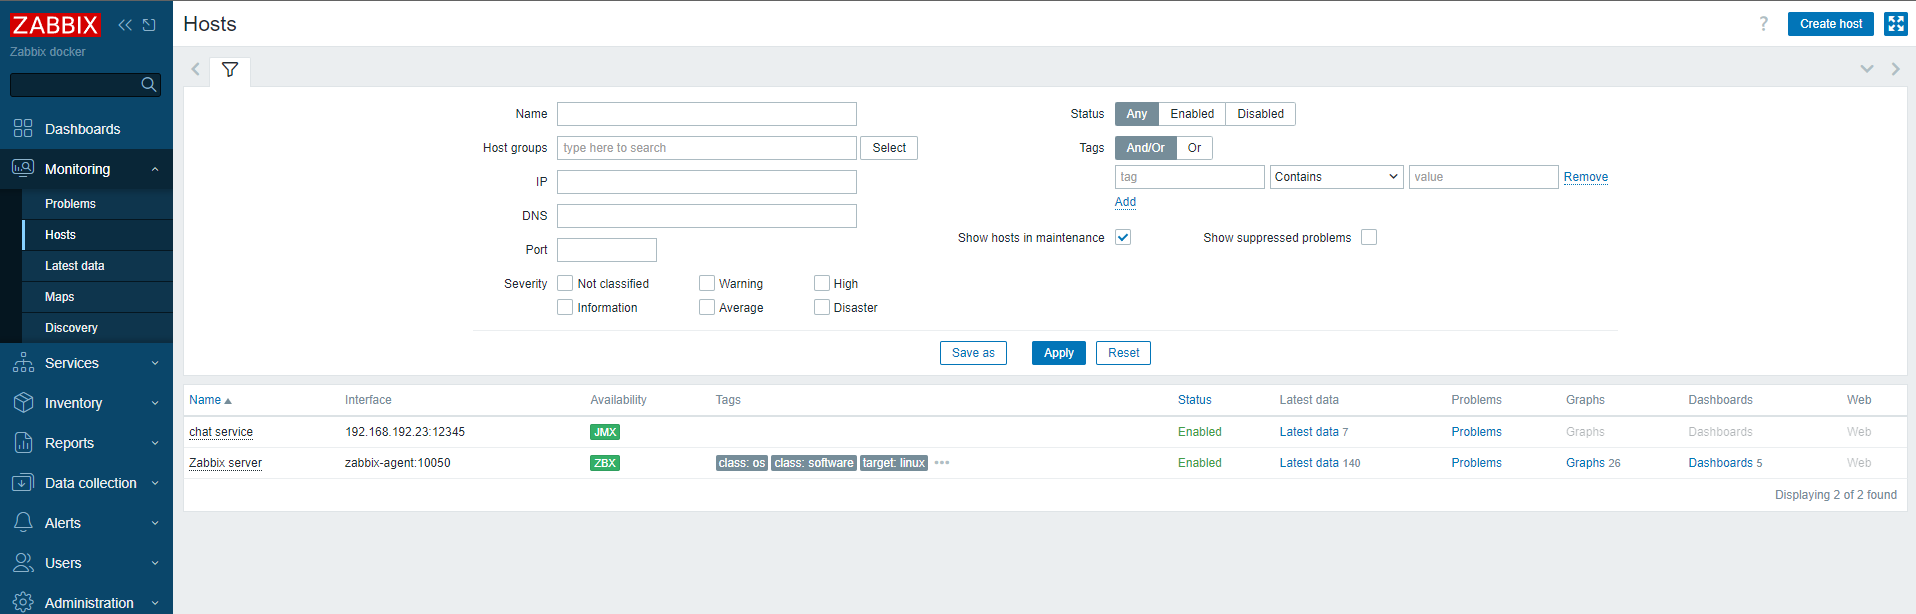 ZABBIX
Zabbix docker
Dashboards
Monitoring
Problems
Hosts
Latest data
Maps
Discovery
Services
Inventory
Reports
Data collection
Alerts
Users
Administration
Hosts
? Create host
Name
Host groups type here to search Select
IP
DNS
Port
Severity Not classified Warning High
Information Average Disaster
Status Any Enabled Disabled
Tags And/Or Or
tag Contains value Remove
Add
Show hosts in maintenance Show suppressed problems
Save as Apply Reset
Name Interface Availability Tags Status Latest data Problems Graphs Dashboards Web
chat service 192.168.192.23:12345 JMX Enabled Latest data 7 Problems Graphs Dashboards Web
Zabbix server zabbix-agent:10050 ZBX class: os class: software target: linux ••• Enabled Latest data 140 Problems Graphs 26 Dashboards 5 Web
Displaying 2 of 2 found